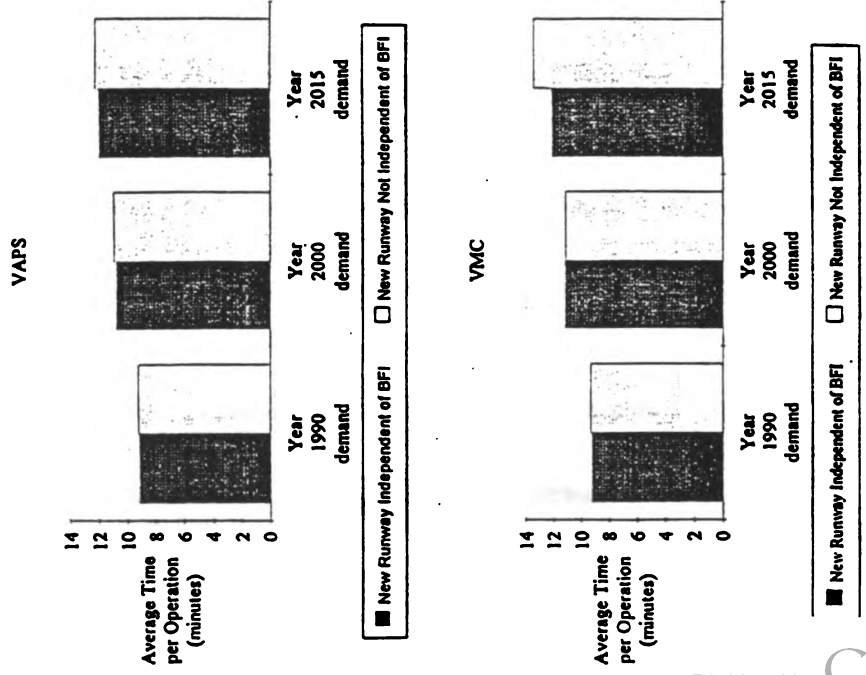 VAPS
Average Time
per Operation
(minutes)
14
12
10
8
6
4
2
0
Year
1990
demand
Year
2000
demand
Year
2015
demand
■ New Runway Independent of BFI □ New Runway Not Independent of BFI
VMC
Average Time
per Operation
(minutes)
14
12
10
8
6
4
2
0
Year
1990
demand
Year
2000
demand
Year
2015
demand
■ New Runway Independent of BFI □ New Runway Not Independent of BFI